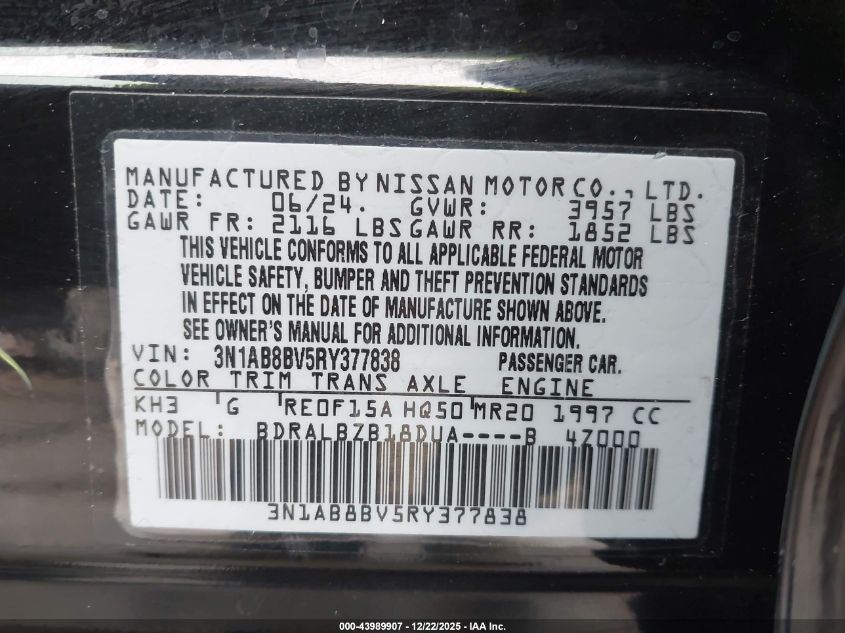 MANUFACTURED BY NISSAN MOTOR CO., LTD.
DATE: 06/24. GVWR: 3957 LBS
GAWR FR: 2116 LBS GAWR RR: 1852 LBS
THIS VEHICLE CONFORMS TO ALL APPLICABLE FEDERAL MOTOR
VEHICLE SAFETY, BUMPER AND THEFT PREVENTION STANDARDS
IN EFFECT ON THE DATE OF MANUFACTURE SHOWN ABOVE.
SEE OWNER'S MANUAL FOR ADDITIONAL INFORMATION.
VIN: 3N1AB8BV5RY377838 PASSENGER CAR.
COLOR TRIM TRANS AXLE ENGINE
KH3 G RE0F15A HQ50 MR20 1997 CC
MODEL: BDRALBZB18DUA----B 47000
3N1AB8BV5RY377838
000-43989907 - 12/22/2025 - IAA Inc.